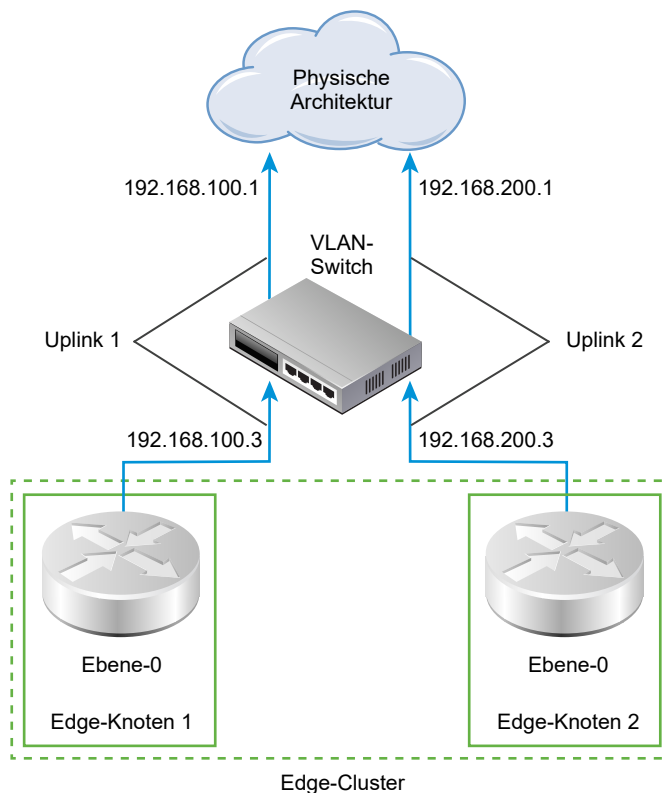 Physische
Architektur
192.168.100.1
192.168.200.1
VLAN-
Switch
Uplink 1
Uplink 2
192.168.100.3
192.168.200.3
Ebene-0
Ebene-0
Edge-Knoten 1
Edge-Knoten 2
Edge-Cluster